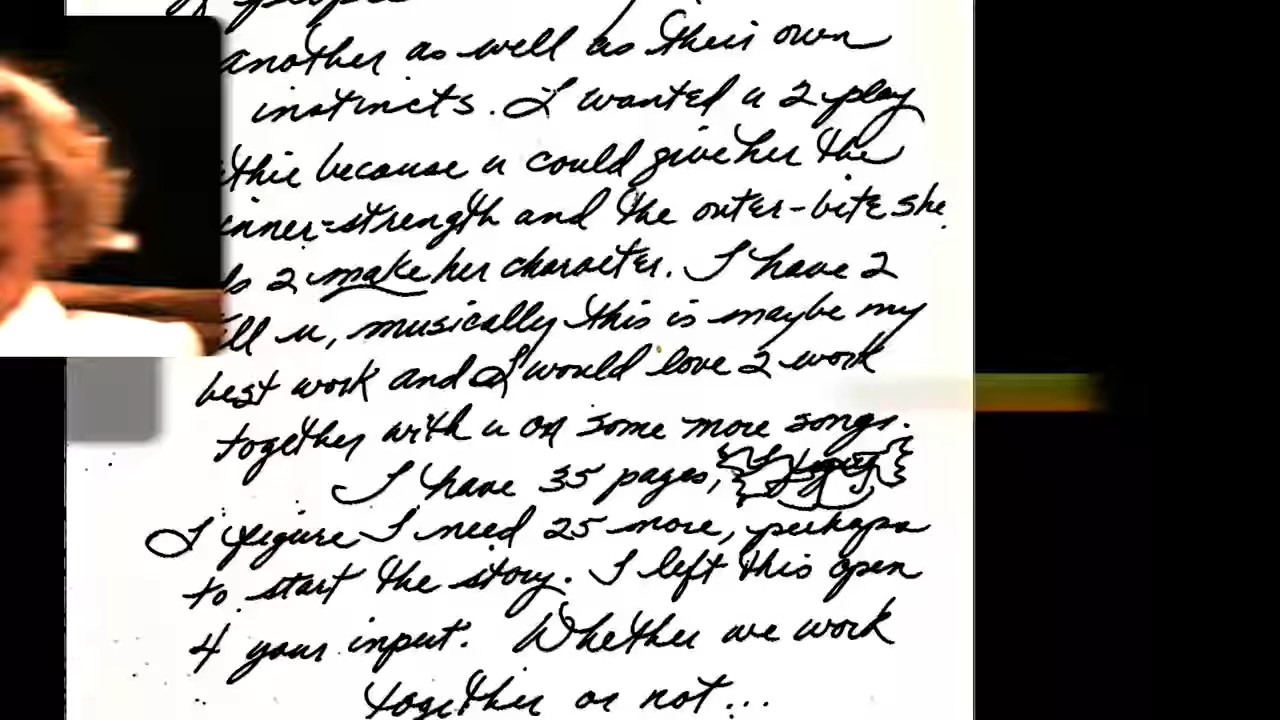 of people
another as well as their own
instincts. I wanted u 2 play
because u could give her the
inner-strength and the outer-bite she
2 make her character. I have 2
u, musically this is maybe my
best work and I would love 2 work
together with u on some more songs.
I have 35 pages,
I figure I need 25 more, perhaps
to start the story. I left this open
4 your input. Whether we work
together or not...